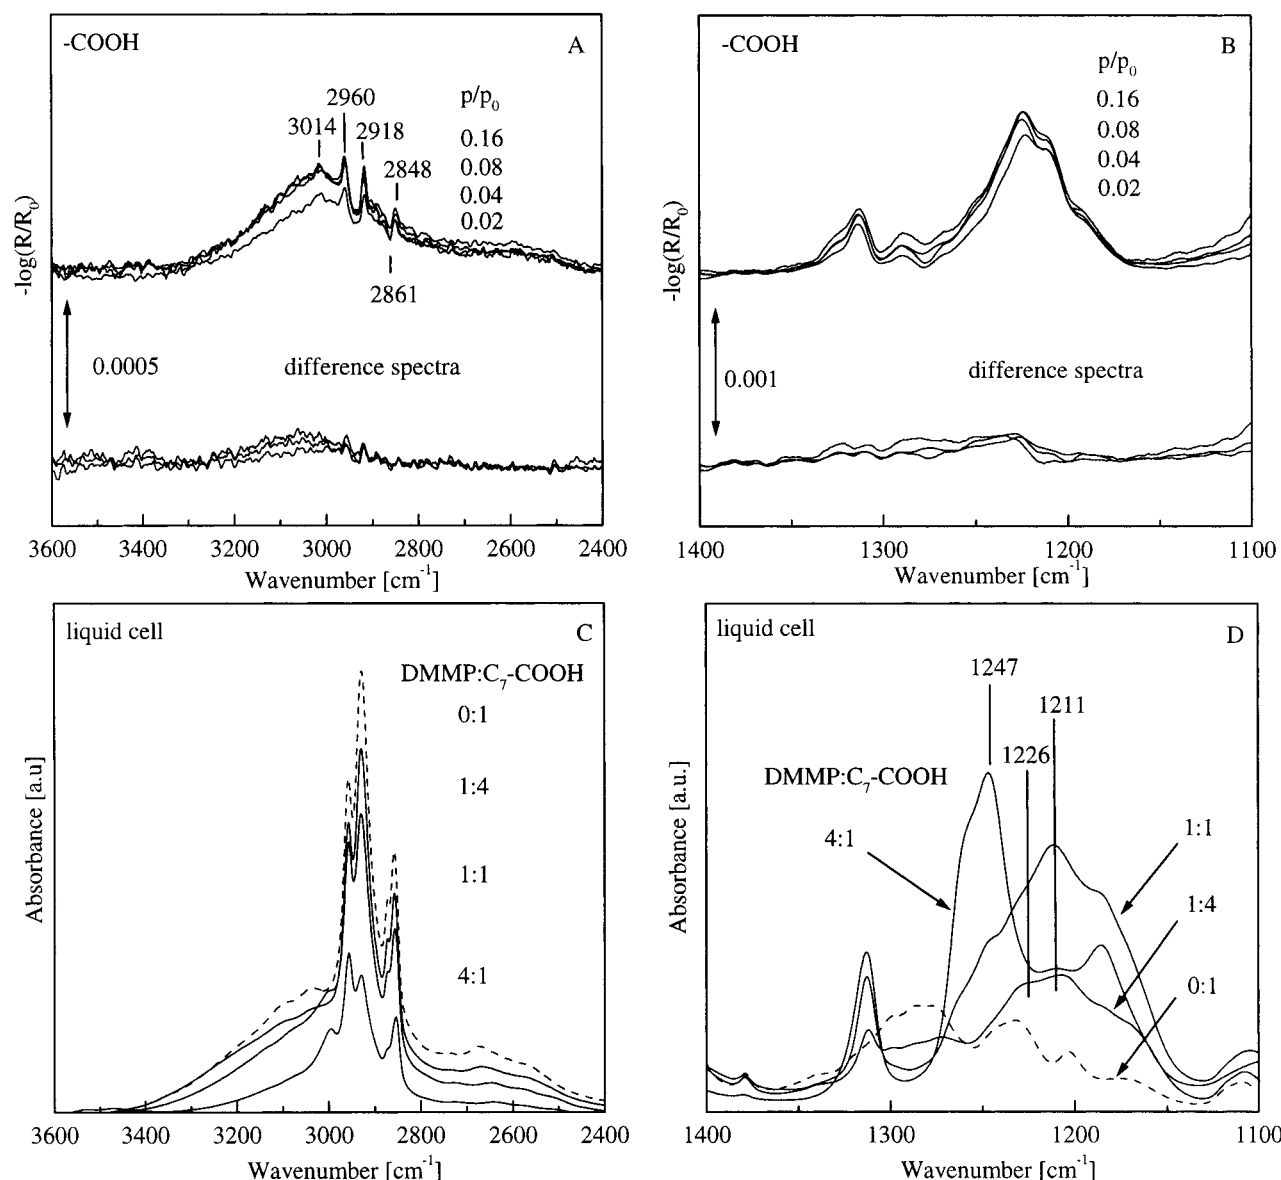 -COOH
A
2960
p/p0
3014
2918
0.16
2848
0.08
0.04
0.02
2861
-log(R/R0)
0.0005
difference spectra
3600 3200 3000 2800 2600 2400
Wavenumber [cm-1]
-COOH
B
p/p0
0.16
0.08
0.04
0.02
-log(R/R0)
0.001
difference spectra
1400 1300 1200 1100
Wavenumber [cm-1]
liquid cell
C
DMMP:C7-COOH
0:1
1:4
1:1
4:1
Absorbance [a.u]
3600 3200 3000 2800 2600 2400
Wavenumber [cm-1]
liquid cell
D
1247
1211
1226
DMMP:C7-COOH
4:1
1:1
1:4
0:1
Absorbance [a.u.]
1400 1300 1200 1100
Wavenumber [cm-1]